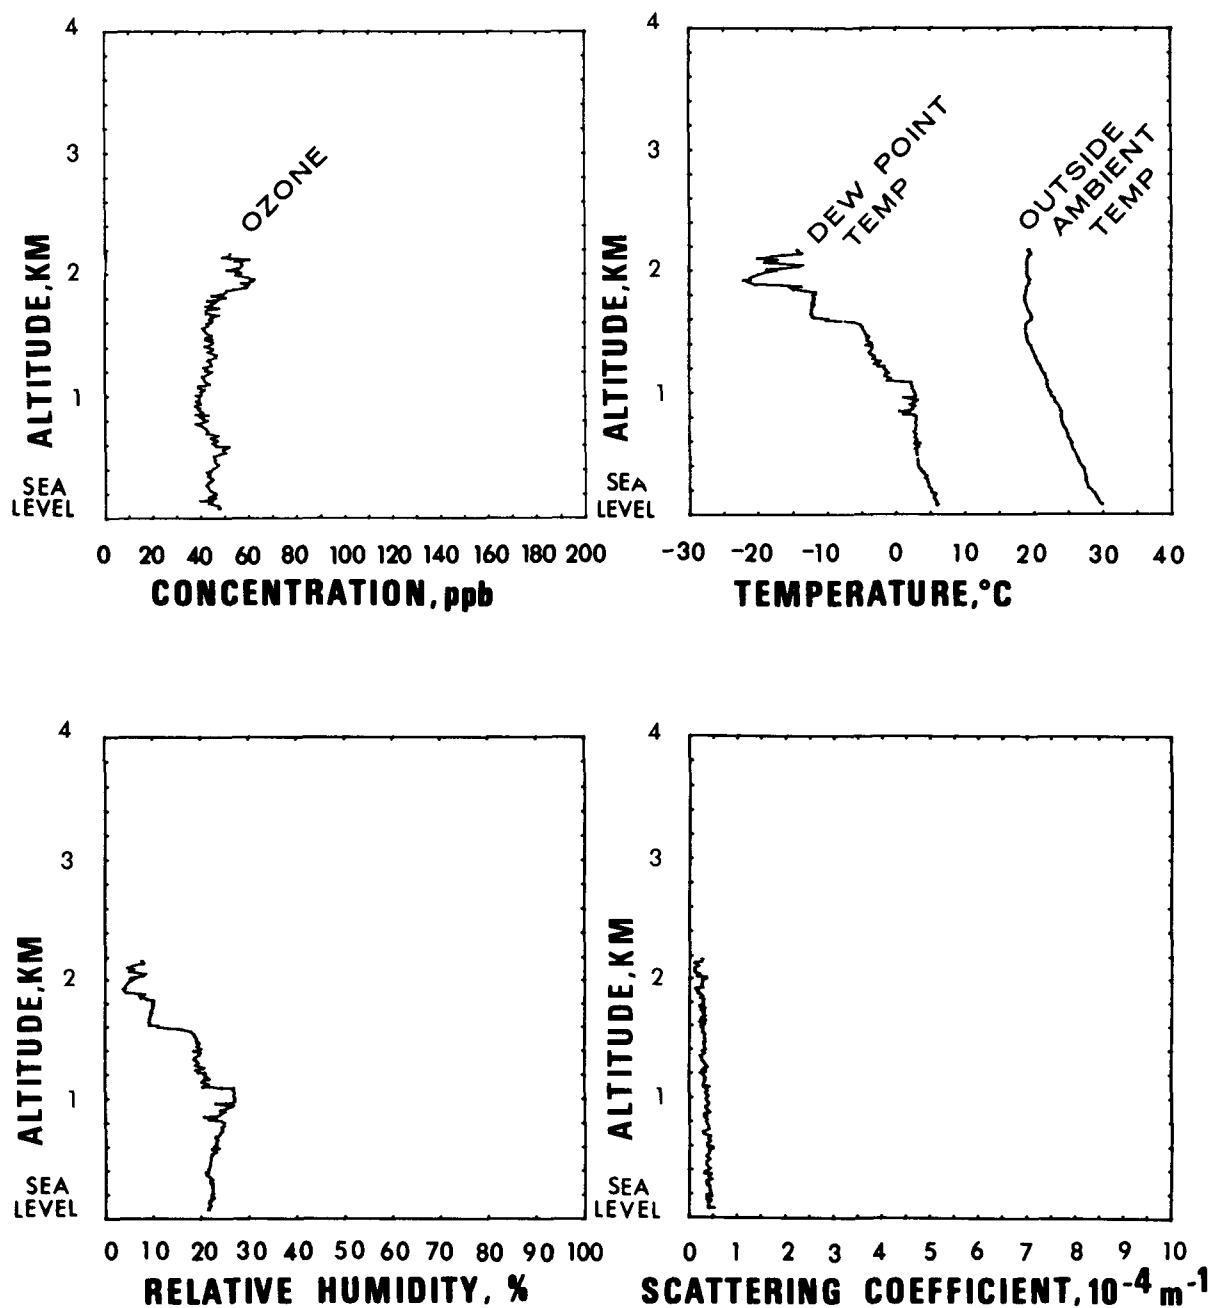 4
3
OZONE
2
1
ALTITUDE, KM
SEA
LEVEL
0 20 40 60 80 100 120 140 160 180 200
CONCENTRATION, ppb
4
3
DEW POINT
TEMP
OUTSIDE
AMBIENT
TEMP
2
1
ALTITUDE, KM
SEA
LEVEL
-30 -20 -10 0 10 20 30 40
TEMPERATURE, °C
4
3
2
1
ALTITUDE, KM
SEA
LEVEL
0 10 20 30 40 50 60 70 80 90 100
RELATIVE HUMIDITY, %
4
3
2
1
ALTITUDE, KM
SEA
LEVEL
0 1 2 3 4 5 6 7 8 9 10
SCATTERING COEFFICIENT, 10⁻⁴ m⁻¹